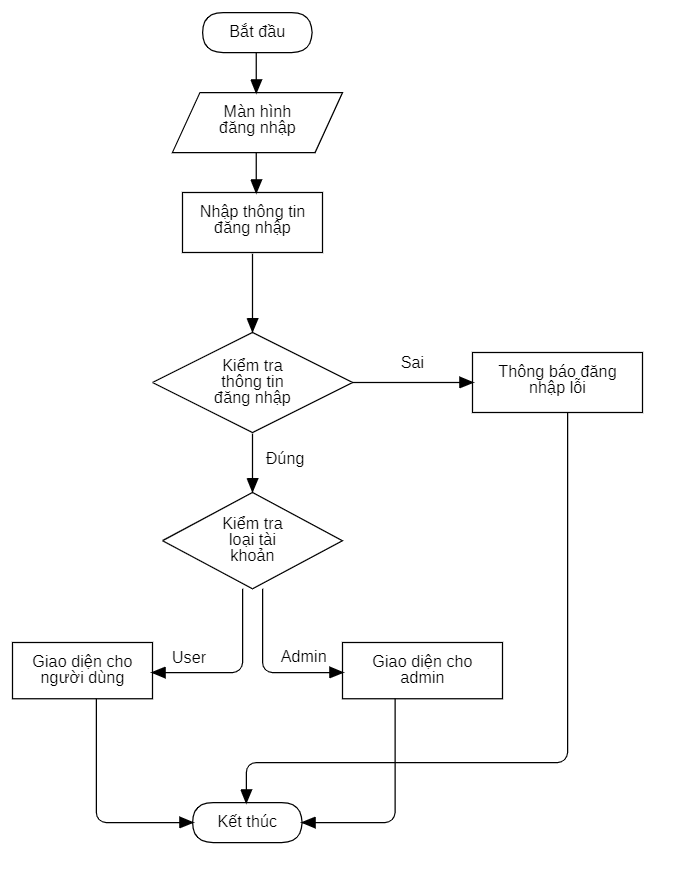 Bắt đầu
Màn hình
đăng nhập
Nhập thông tin
đăng nhập
Kiểm tra
thông tin
đăng nhập
Sai
Thông báo đăng
nhập lỗi
Đúng
Kiểm tra
loại tài
khoản
User
Admin
Giao diện cho
người dùng
Giao diện cho
admin
Kết thúc